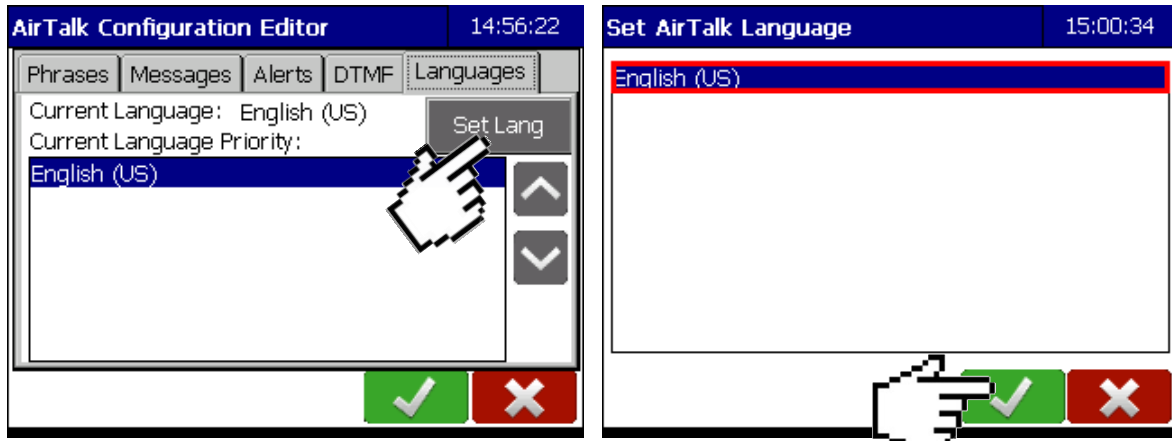 AirTalk Configuration Editor 14:56:22
Phrases Messages Alerts DTMF Languages
Current Language: English (US)
Set Lang
Current Language Priority:
English (US)
Set AirTalk Language 15:00:34
English (US)